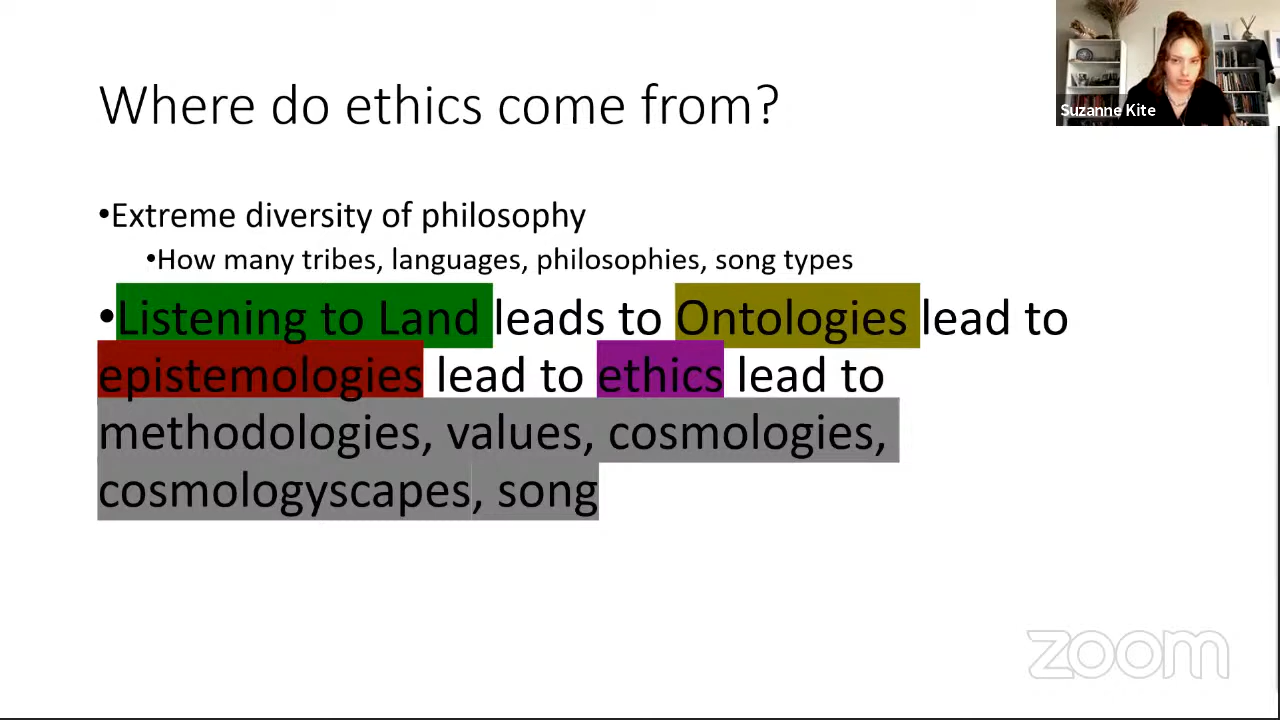 Where do ethics come from?
Suzanne Kite
•Extreme diversity of philosophy
•How many tribes, languages, philosophies, song types
•Listening to Land leads to Ontologies lead to
epistemologies lead to ethics lead to
methodologies, values, cosmologies,
cosmologyscapes, song
zoom